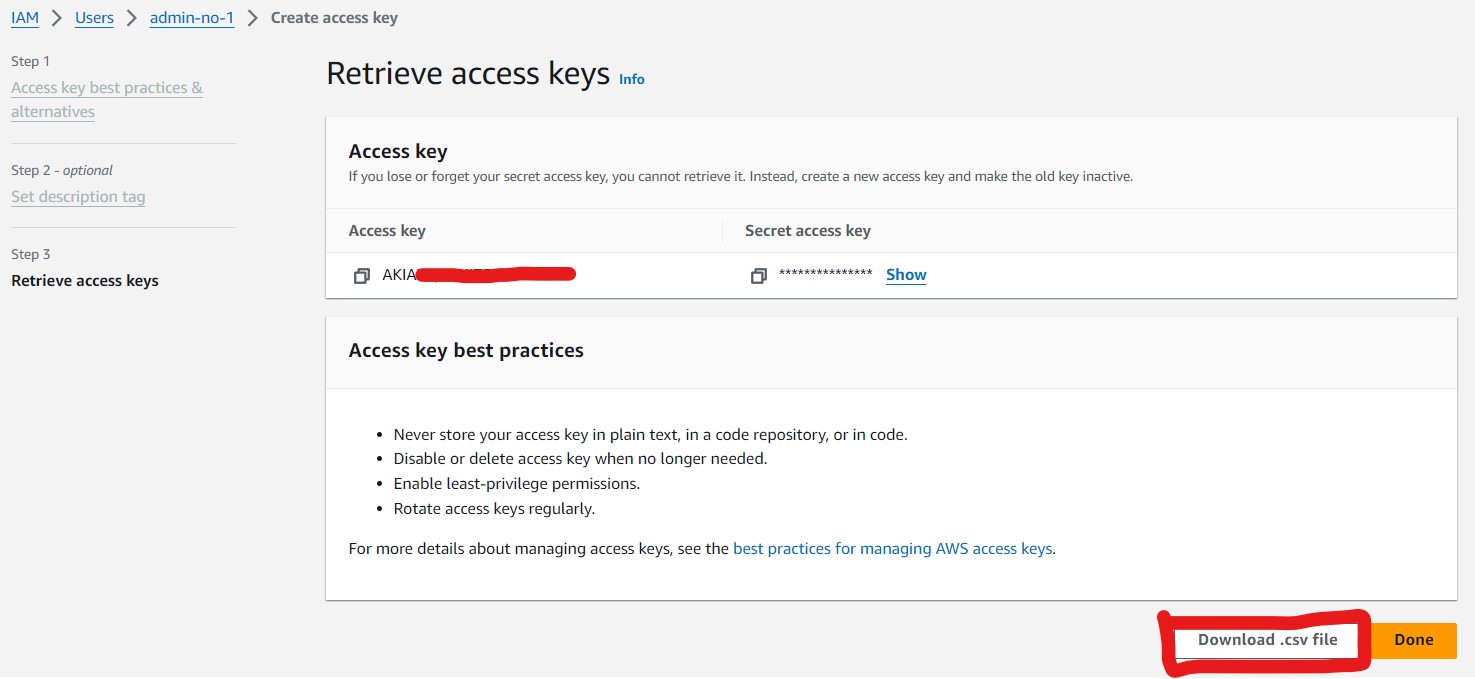 IAM > Users > admin-no-1 > Create access key
Step 1
Access key best practices &
alternatives
Step 2 - optional
Set description tag
Step 3
Retrieve access keys
Retrieve access keys Info
Access key
If you lose or forget your secret access key, you cannot retrieve it. Instead, create a new access key and make the old key inactive.
Access key
Secret access key
AKIA
*************** Show
Access key best practices
• Never store your access key in plain text, in a code repository, or in code.
• Disable or delete access key when no longer needed.
• Enable least-privilege permissions.
• Rotate access keys regularly.
For more details about managing access keys, see the best practices for managing AWS access keys.
Download .csv file
Done